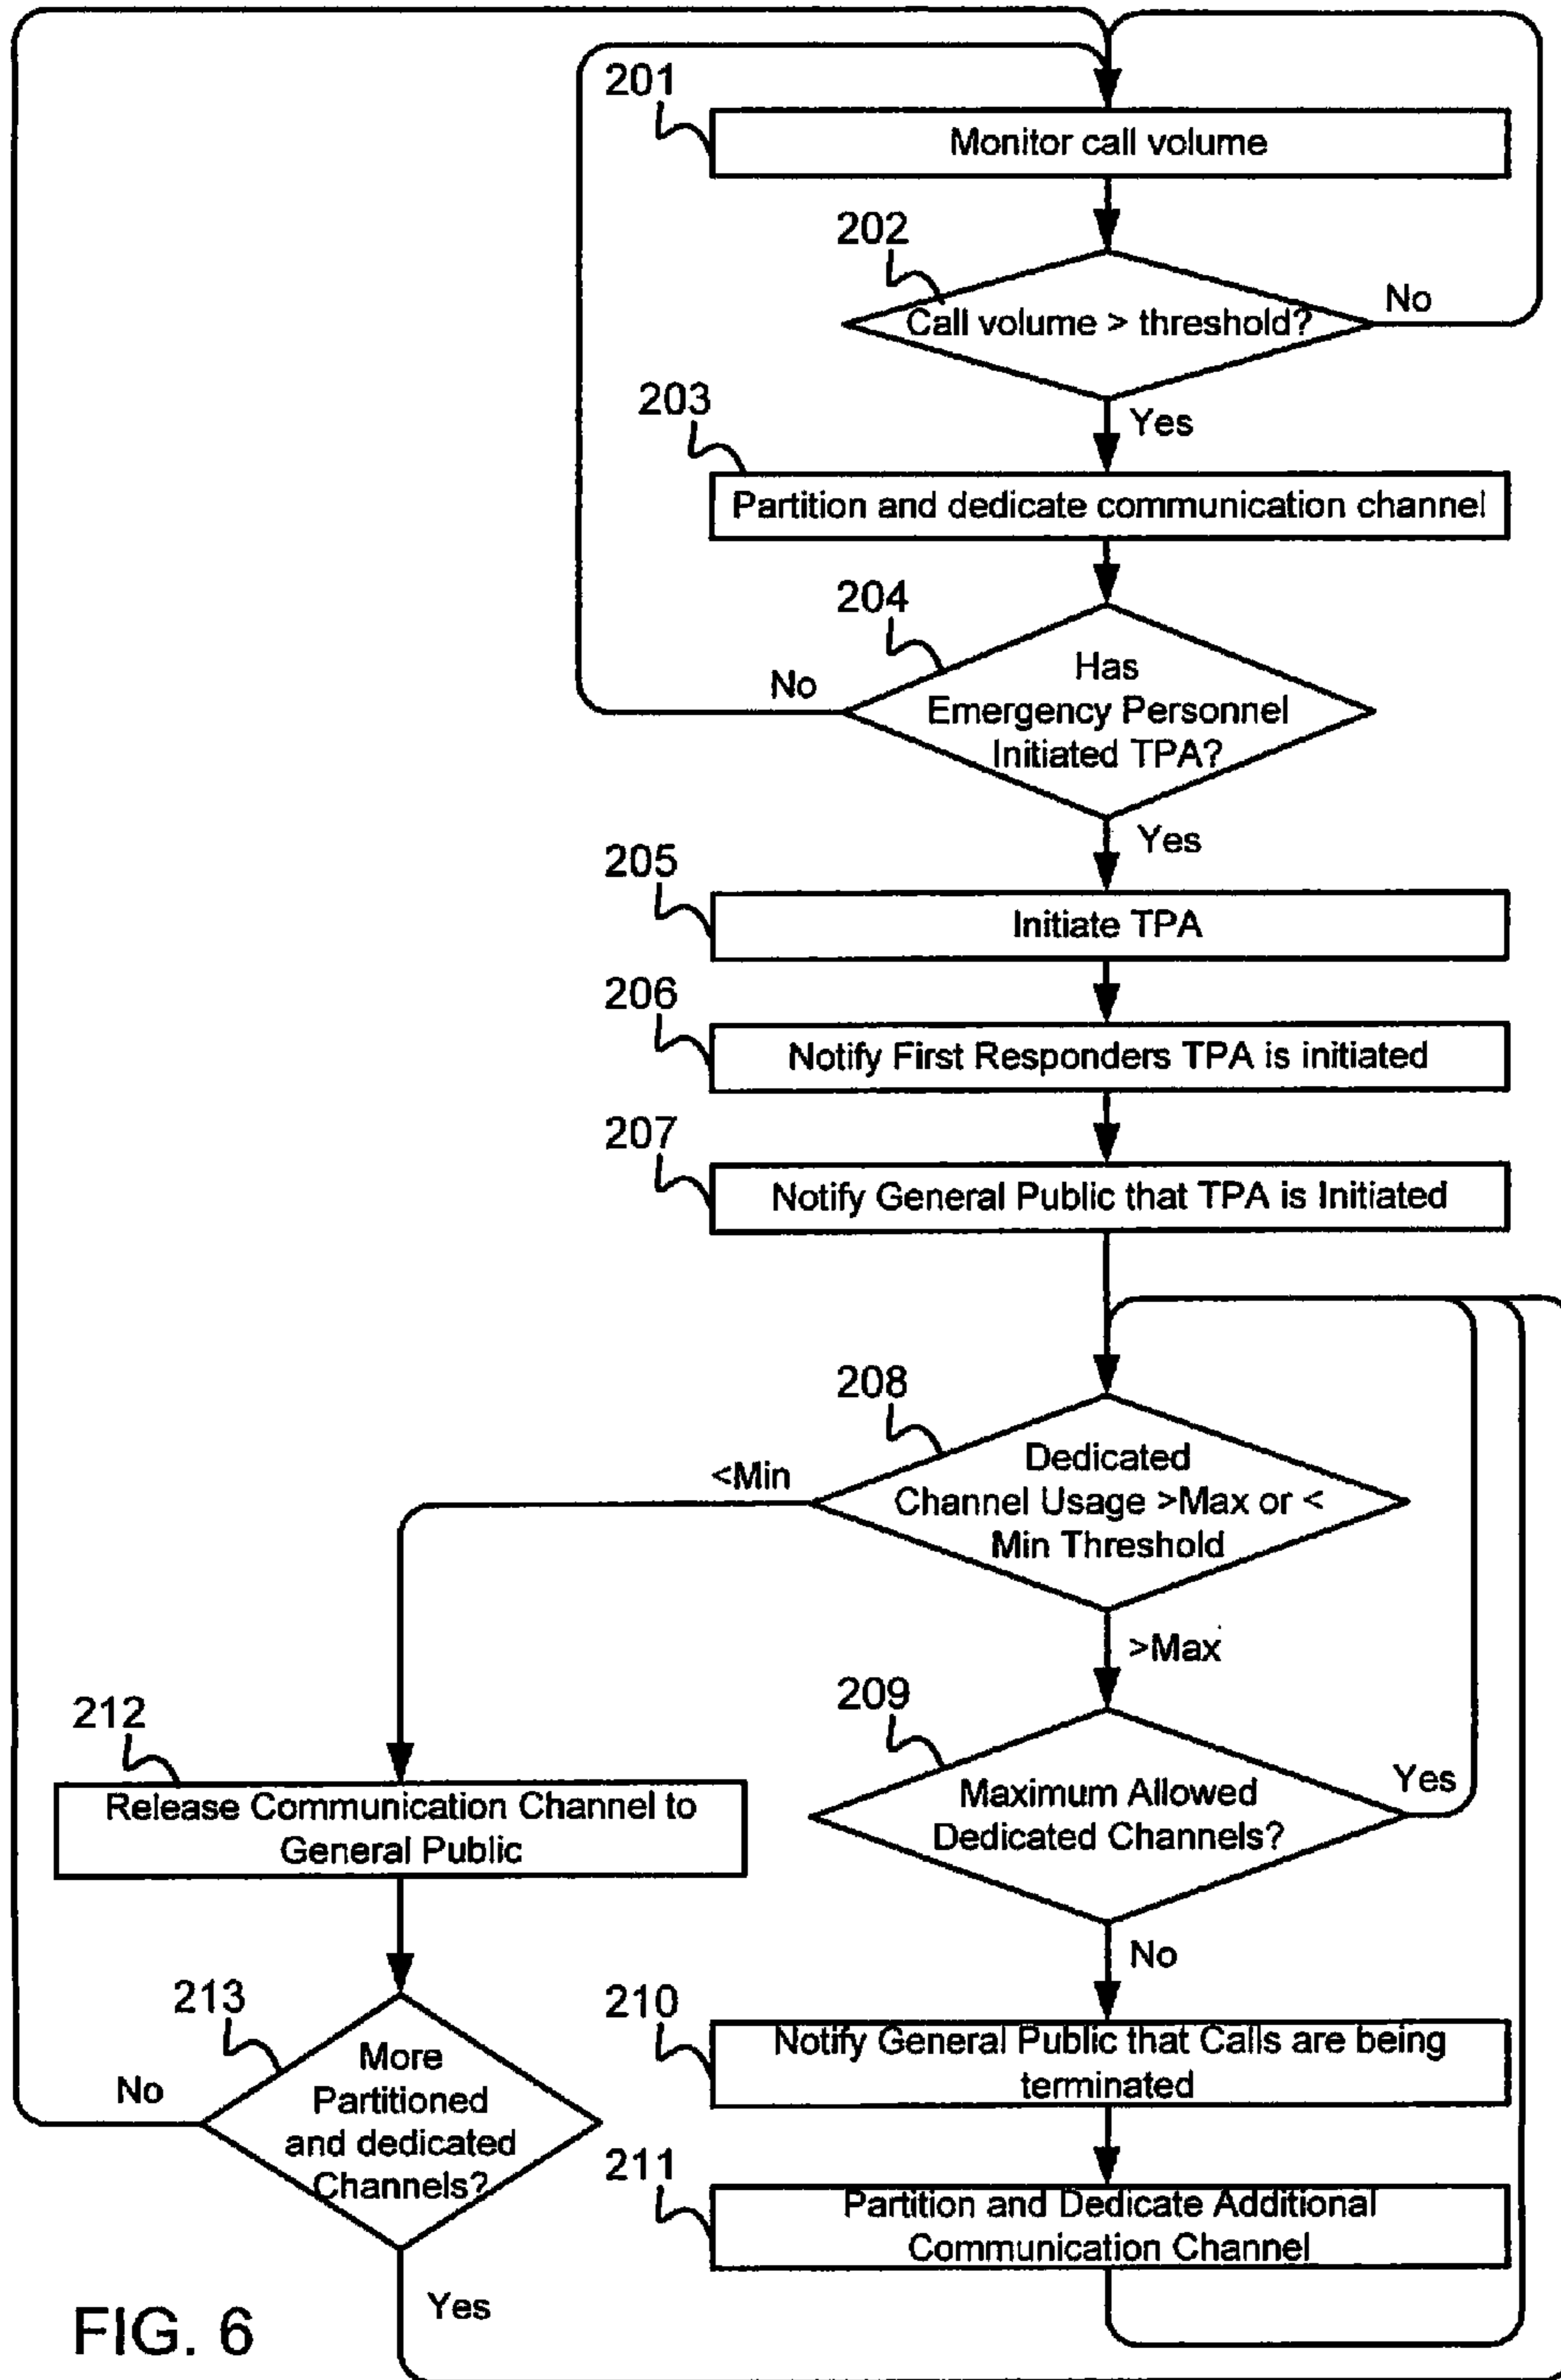 201
Monitor call volume
202
Call volume > threshold?
No
Yes
203
Partition and dedicate communication channel
204
Has
Emergency Personnel
Initiated TPA?
No
Yes
205
Initiate TPA
206
Notify First Responders TPA is initiated
207
Notify General Public that TPA is Initiated
208
Dedicated
Channel Usage >Max or <
Min Threshold
<Min
>Max
209
Maximum Allowed
Dedicated Channels?
Yes
No
212
Release Communication Channel to
General Public
213
More
Partitioned
and dedicated
Channels?
No
Yes
210
Notify General Public that Calls are being
terminated
211
Partition and Dedicate Additional
Communication Channel
FIG. 6